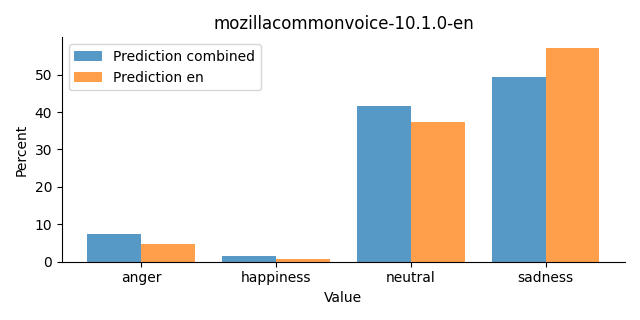 mozillacommonvoice-10.1.0-en
Prediction combined
Prediction en
Percent
50
40
30
20
10
0
anger happiness neutral sadness
Value